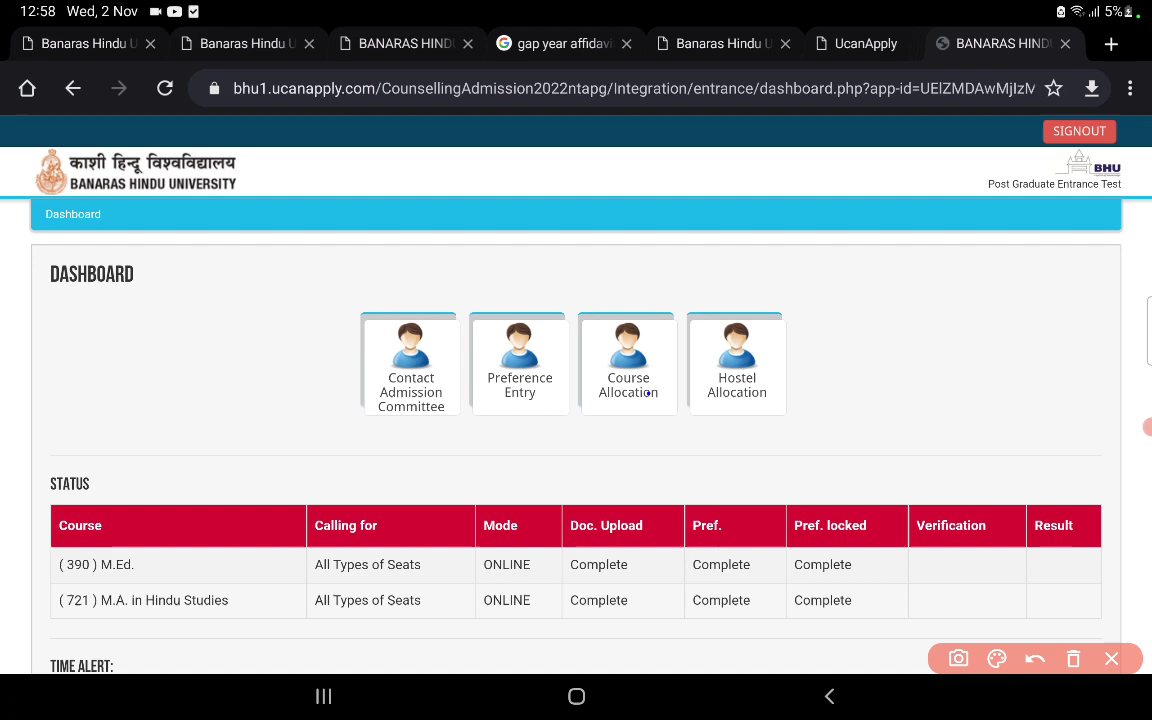 12:58 Wed, 2 Nov
5%
Banaras Hindu U
Banaras Hindu U
BANARAS HIND
gap year affidavi
Banaras Hindu U
UcanApply
BANARAS HIND
bhu1.ucanapply.com/CounsellingAdmission2022ntapg/Integration/entrance/dashboard.php?app-id=UElZMDAwMjIzM
SIGNOUT
काशी हिन्दू विश्वविद्यालय
BANARAS HINDU UNIVERSITY
BHU
Post Graduate Entrance Test
Dashboard
DASHBOARD
Contact
Admission
Committee
Preference
Entry
Course
Allocation
Hostel
Allocation
STATUS
Course Calling for Mode Doc. Upload Pref. Pref. locked Verification Result
( 390 ) M.Ed. All Types of Seats ONLINE Complete Complete Complete
( 721 ) M.A. in Hindu Studies All Types of Seats ONLINE Complete Complete Complete
TIME ALERT: